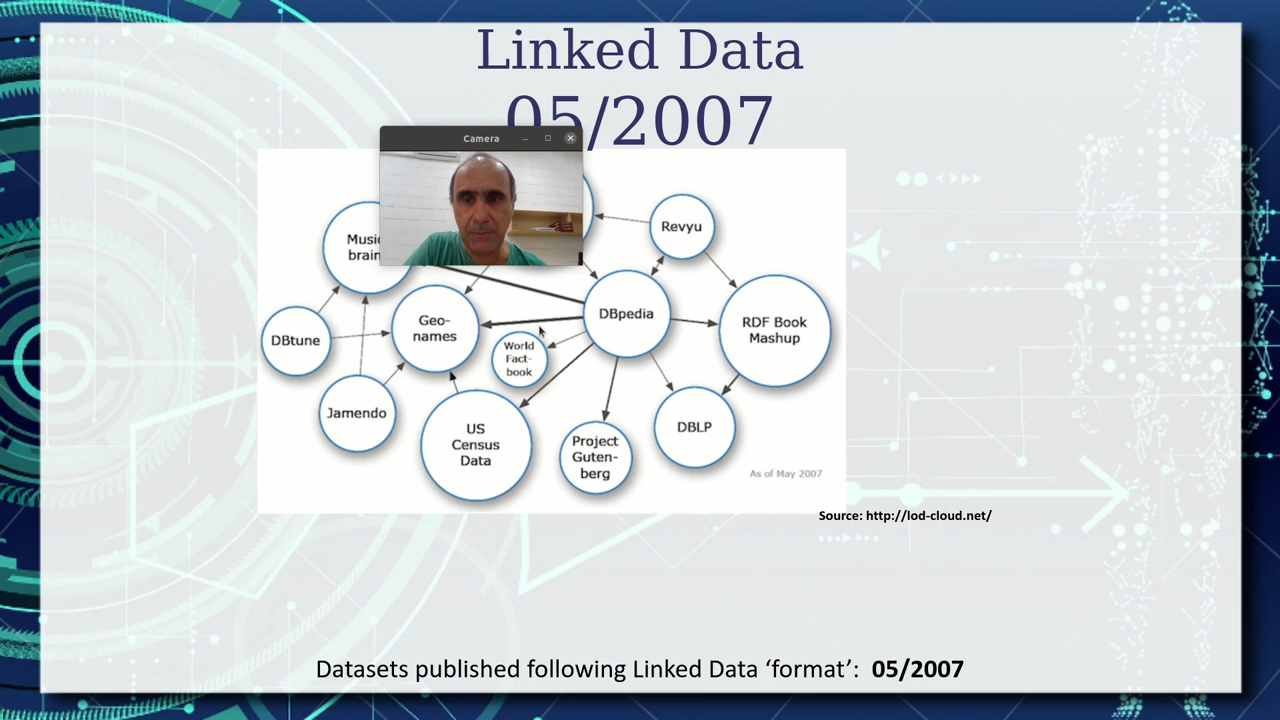 Linked Data
05/2007
Camera
Revyu
Music
brain
DBpedia
Geo-
names
RDF Book
Mashup
DBtune
World
Fact-
book
Jamendo
US
Census
Data
DBLP
Project
Guten-
berg
As of May 2007
Source: http://lod-cloud.net/
Datasets published following Linked Data ‘format’: 05/2007